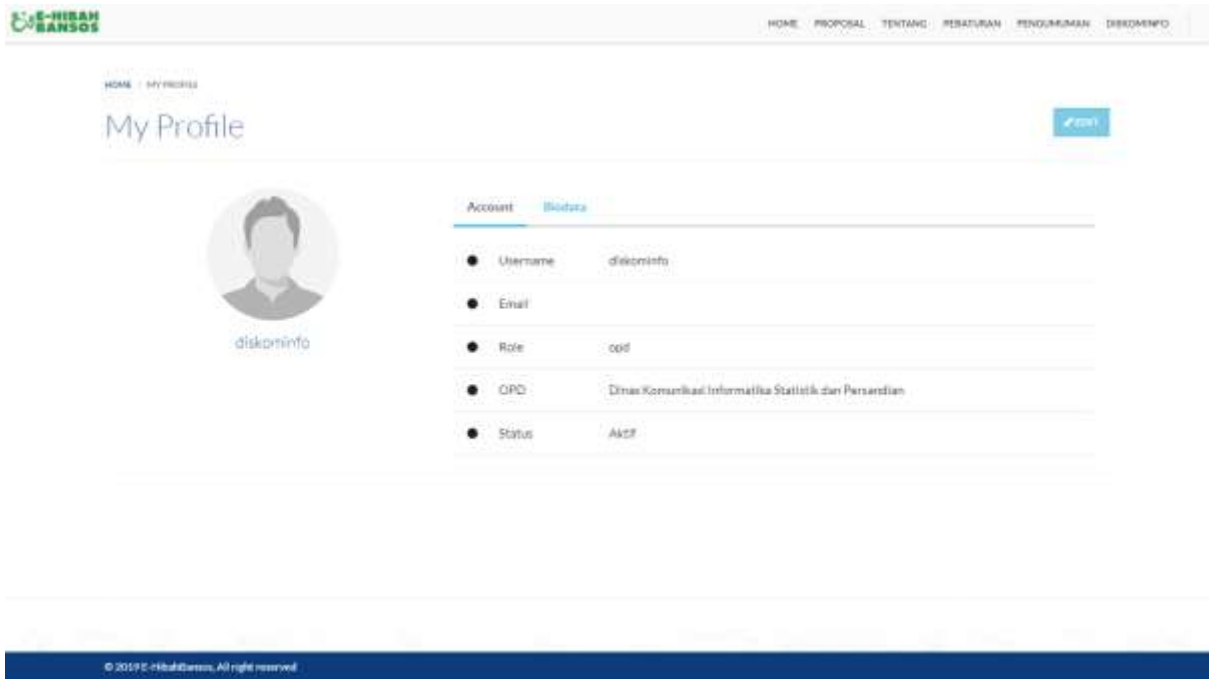 E-HIBAH
BANSOS
HOME PROPOSAL TENTANG PERATURAN PENGUMUMAN DISKOMINFO
HOME / MY PROFILE
My Profile
EDIT
diskominfo
Account Biodata
Username diskominfo
Email
Role opd
OPD Dinas Komunikasi Informatika Statistik dan Persandian
Status Aktif
© 2019 E-HibahBansos, All right reserved